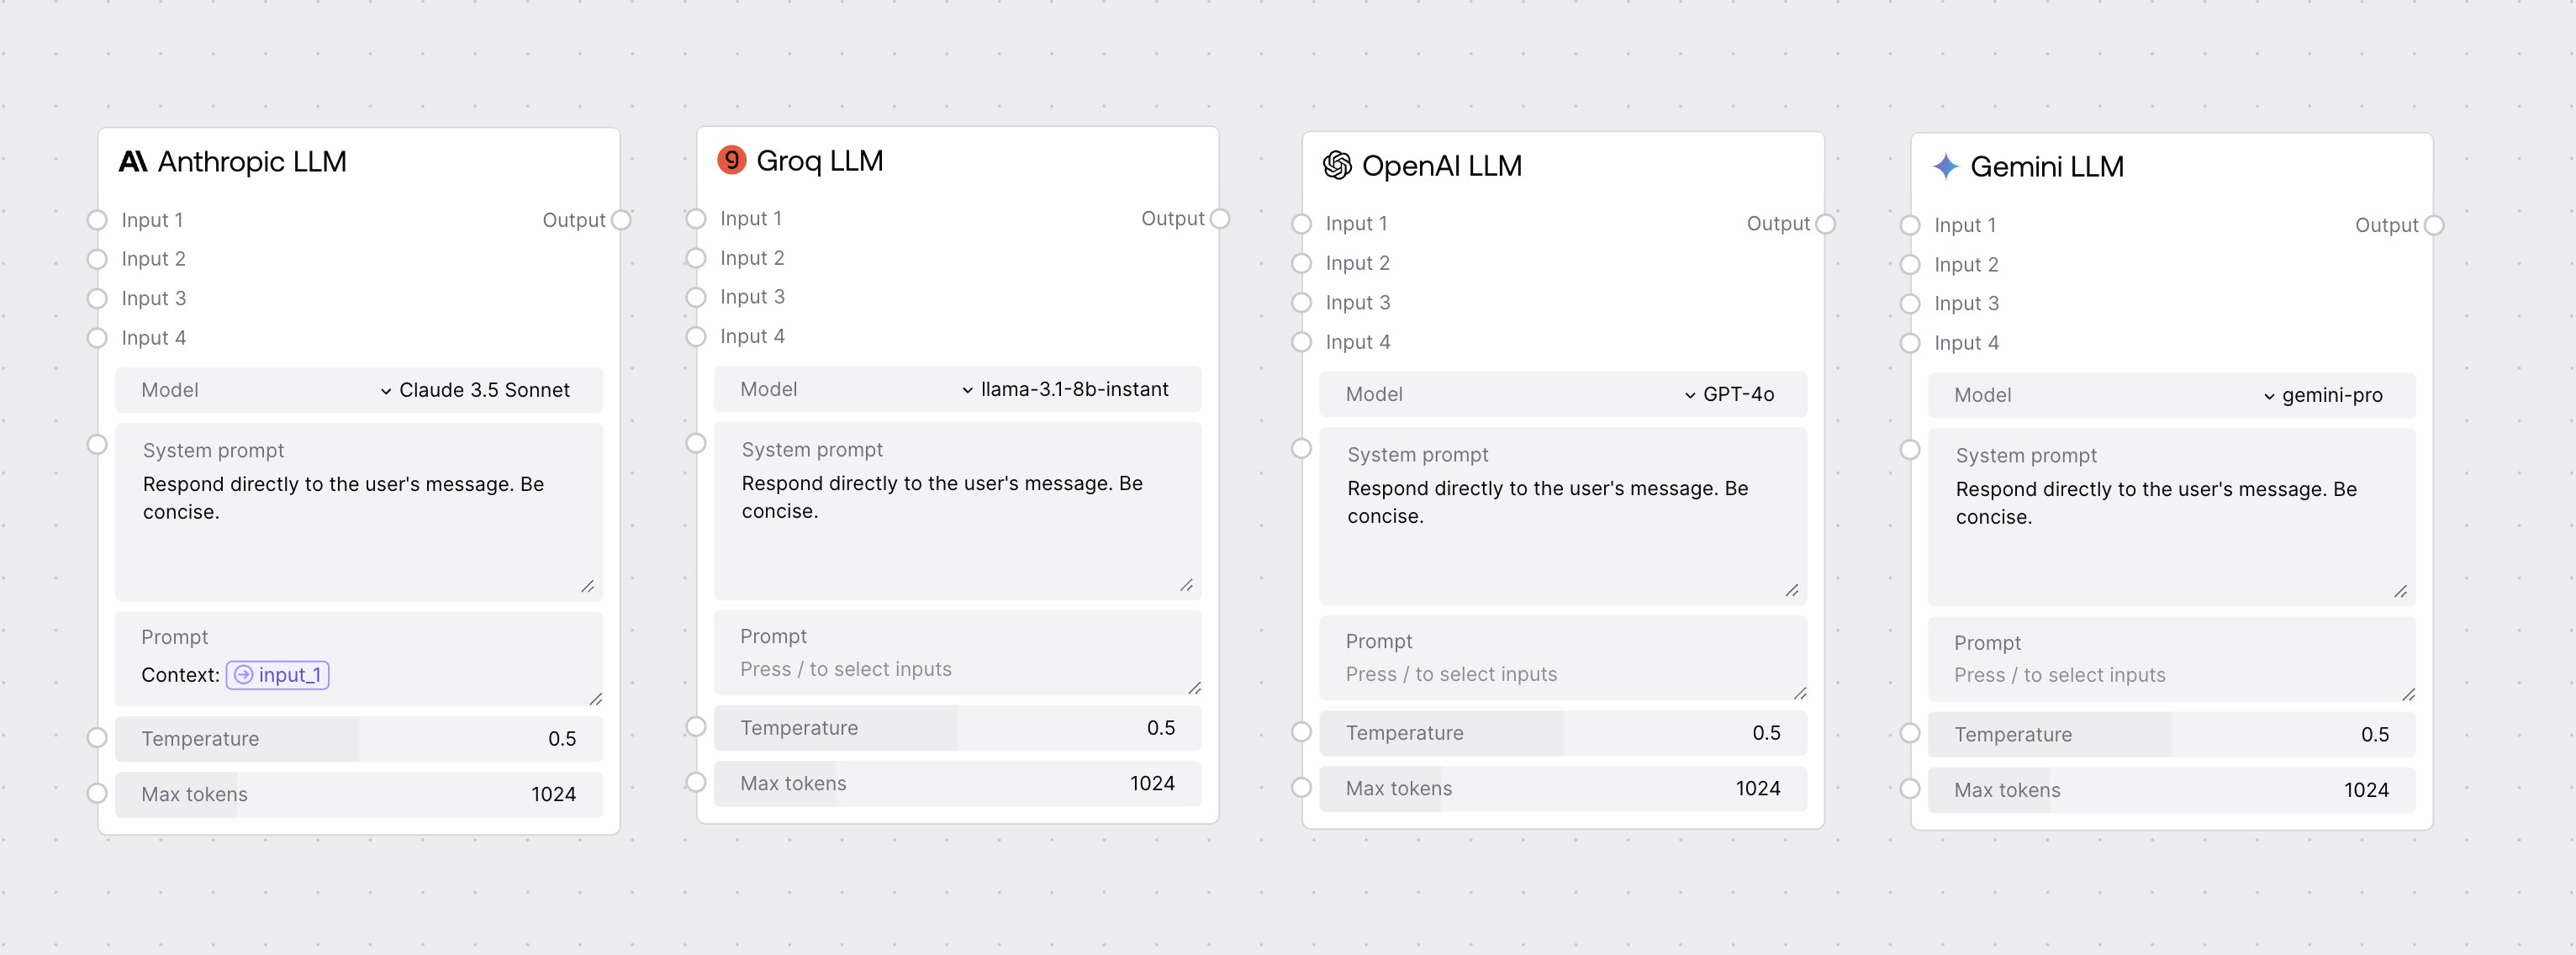 Anthropic LLM
Input 1
Output
Input 2
Input 3
Input 4
Model
Claude 3.5 Sonnet
System prompt
Respond directly to the user's message. Be
concise.
Prompt
Context: input_1
Temperature
0.5
Max tokens
1024
Groq LLM
Input 1
Output
Input 2
Input 3
Input 4
Model
llama-3.1-8b-instant
System prompt
Respond directly to the user's message. Be
concise.
Prompt
Press / to select inputs
Temperature
0.5
Max tokens
1024
OpenAI LLM
Input 1
Output
Input 2
Input 3
Input 4
Model
GPT-4o
System prompt
Respond directly to the user's message. Be
concise.
Prompt
Press / to select inputs
Temperature
0.5
Max tokens
1024
Gemini LLM
Input 1
Output
Input 2
Input 3
Input 4
Model
gemini-pro
System prompt
Respond directly to the user's message. Be
concise.
Prompt
Press / to select inputs
Temperature
0.5
Max tokens
1024